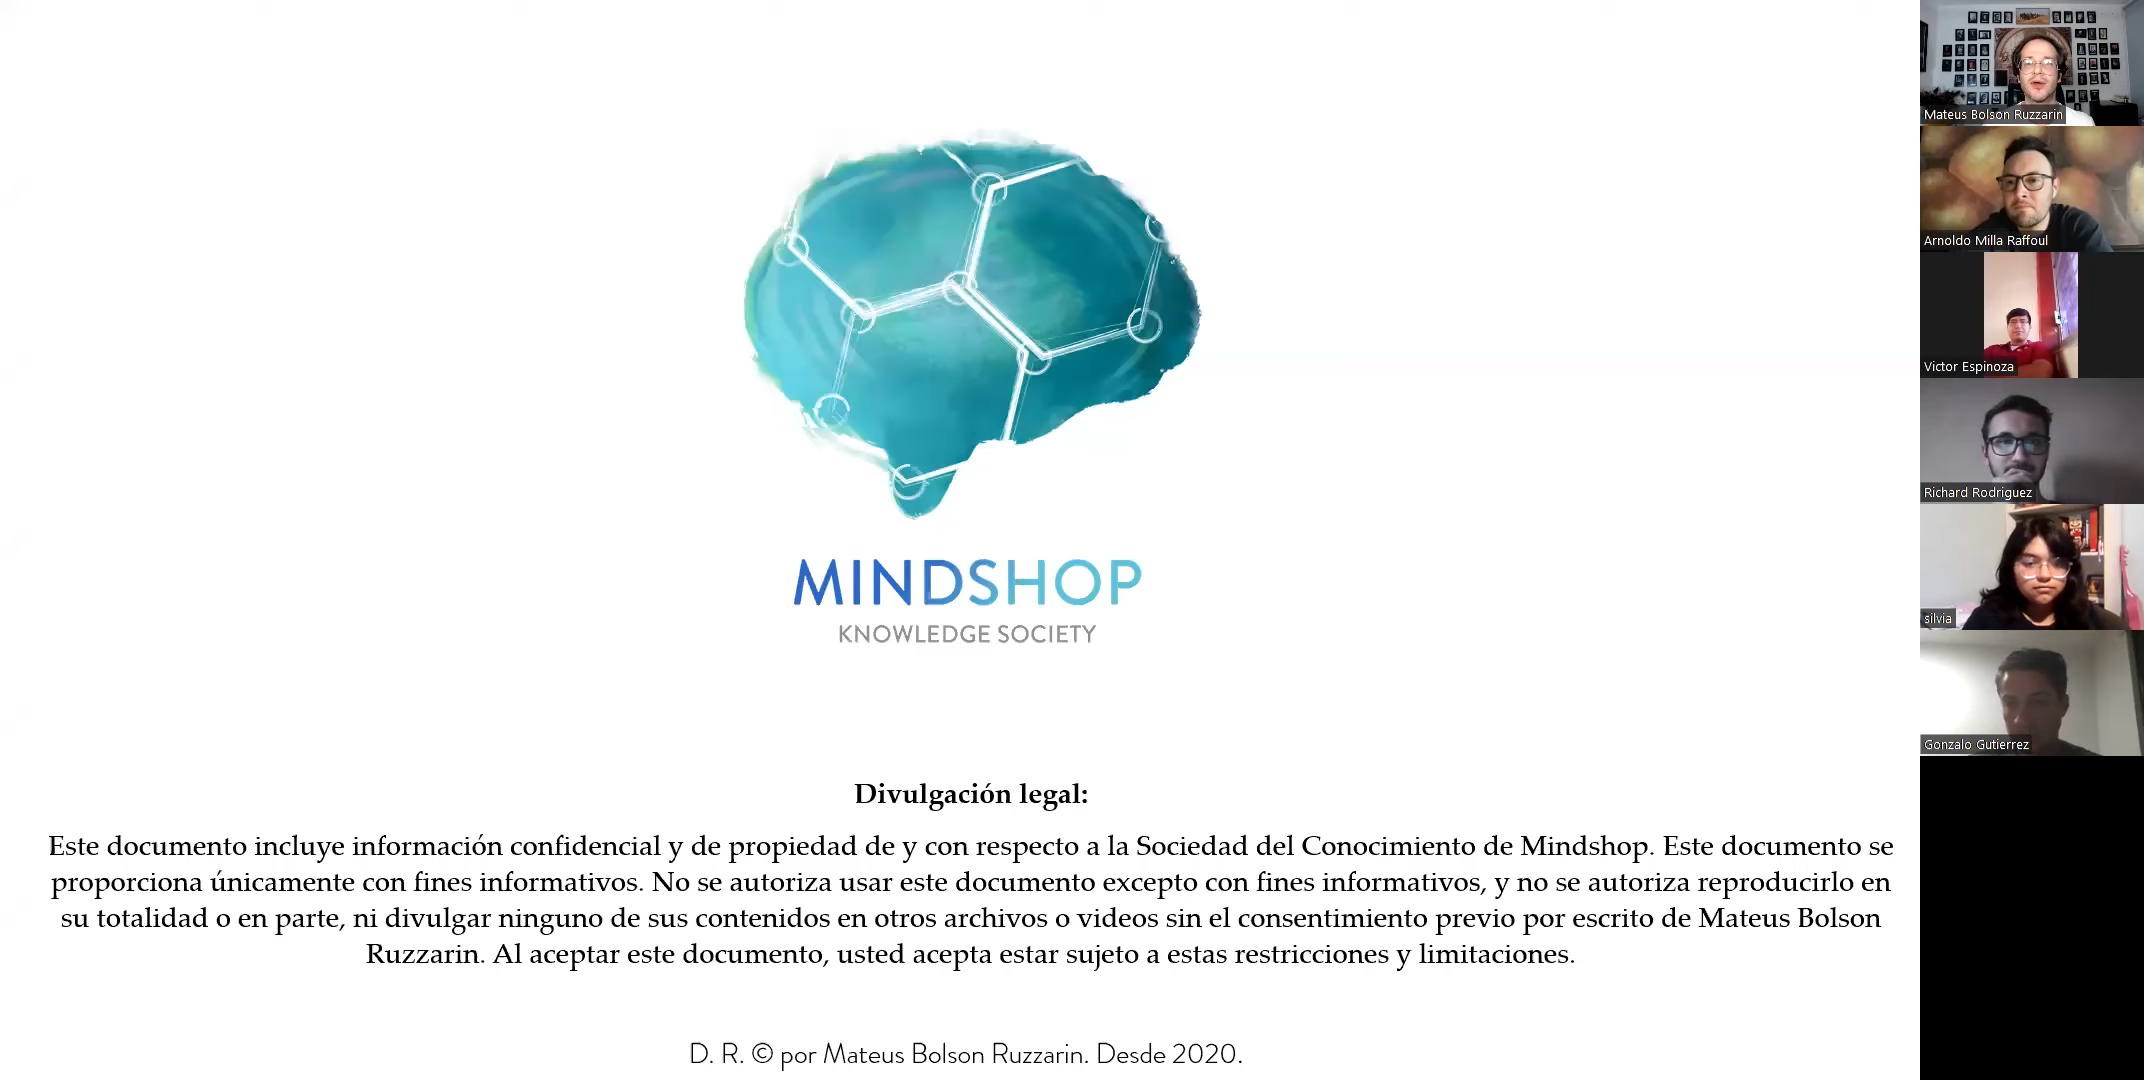 MINDSHOP
KNOWLEDGE SOCIETY
Divulgación legal:
Este documento incluye información confidencial y de propiedad de y con respecto a la Sociedad del Conocimiento de Mindshop. Este documento se
proporciona únicamente con fines informativos. No se autoriza usar este documento excepto con fines informativos, y no se autoriza reproducirlo en
su totalidad o en parte, ni divulgar ninguno de sus contenidos en otros archivos o videos sin el consentimiento previo por escrito de Mateus Bolson
Ruzzarin. Al aceptar este documento, usted acepta estar sujeto a estas restricciones y limitaciones.
D. R. © por Mateus Bolson Ruzzarin. Desde 2020.
Mateus Bolson Ruzzarin
Arnoldo Milla Raffoul
Victor Espinoza
Richard Rodriguez
silvia
Gonzalo Gutierrez